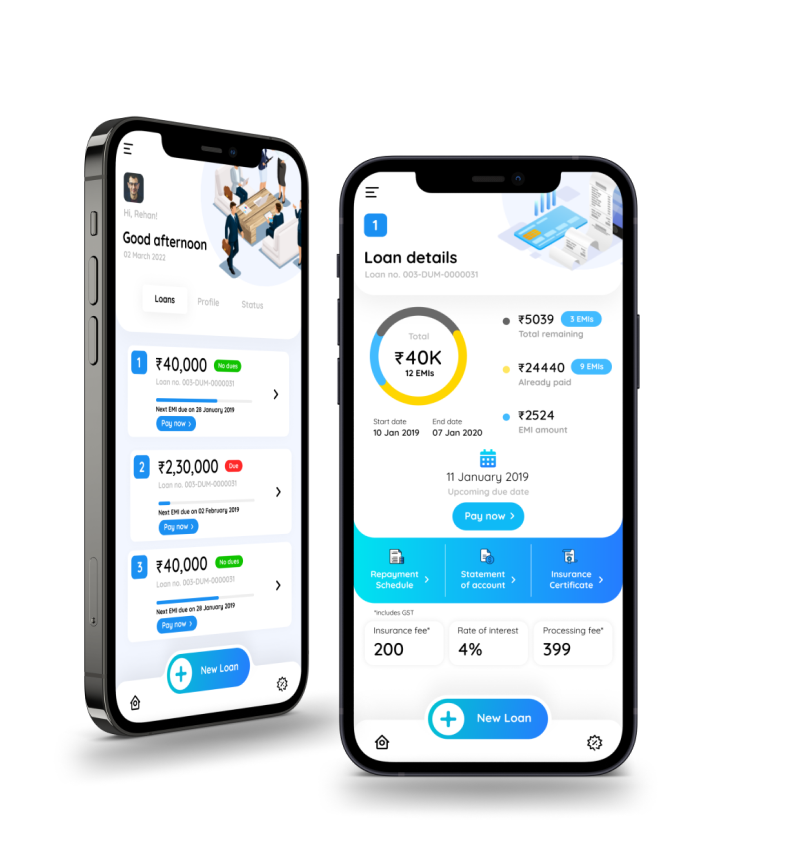 Hi, Rehan!
Good afternoon
02 March 2022
Loans Profile Status
1 ₹40,000 No dues
Loan no. 003-DUM-0000031
Next EMI due on 28 January 2019
Pay now
2 ₹2,30,000 Due
Loan no. 003-DUM-0000031
Next EMI due on 02 February 2019
Pay now
3 ₹40,000 No dues
Loan no. 003-DUM-0000031
Next EMI due on 28 January 2019
Pay now
New Loan
1
Loan details
Loan no. 003-DUM-0000031
Total
₹40K
12 EMIs
₹5039 3 EMIs
Total remaining
₹24440 9 EMIs
Already paid
₹2524
EMI amount
Start date End date
10 Jan 2019 07 Jan 2020
11 January 2019
Upcoming due date
Pay now
Repayment Schedule
Statement of account
Insurance Certificate
*includes GST
Insurance fee* Rate of interest Processing fee*
200 4% 399
New Loan